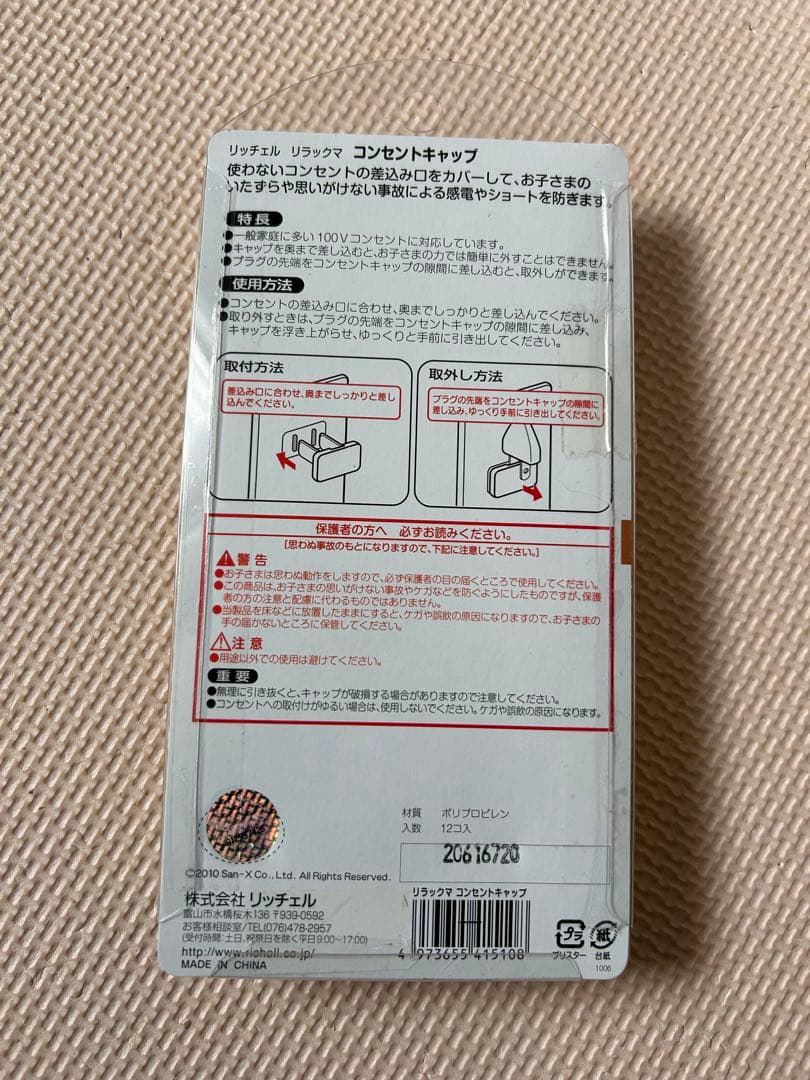 リッチェル リラックマ コンセントキャップ
使わないコンセントの差込み口をカバーして、お子さまの
いたずらや思いがけない事故による感電やショートを防ぎます。
特長
●一般家庭に多い100Vコンセントに対応しています。
●キャップを奥まで差し込むと、お子さまの力では簡単に外すことはできません。
●プラグの先端をコンセントキャップの隙間に差し込むと、取外しができます。
使用方法
●コンセントの差込み口に合わせ、奥までしっかりと差し込んでください。
●取り外すときは、プラグの先端をコンセントキャップの隙間に差し込み、
キャップを浮き上がらせ、ゆっくりと手前に引き出してください。
取付方法
差込み口に合わせ、奥までしっかりと差し
込んでください。
取外し方法
プラグの先端をコンセントキャップの隙間に
差し込み、ゆっくり手前に引き出してください。
保護者の方へ 必ずお読みください。
[思わぬ事故のもとになりますので、下記に注意してください。]
警告
●お子さまは思わぬ動作をしますので、必ず保護者の目の届くところで使用してください。
●この商品は、お子さまの思いがけない事故やケガなどを防ぐようにしたものですが、保護
者の方の注意と配慮に代わるものではありません。
●当製品を床などに放置したままにすると、ケガや誤飲の原因になりますので、お子さまの
手の届かないところに保管してください。
注意
●用途以外での使用は避けてください。
重要
●無理に引き抜くと、キャップが破損する場合がありますので注意してください。
●コンセントへの取付けがゆるい場合は、使用しないでください。ケガや誤飲の原因になります。
材質 ポリプロピレン
入数 12コ入
20616720
©2010 San-X Co., Ltd. All Rights Reserved.
株式会社 リッチェル
富山市水橋桜木136 〒939-0592
お客様相談室/TEL(076)478-2957
(受付時間:土日、祝祭日を除く平日9:00~17:00)
http://www.richell.co.jp/
MADE IN CHINA
リラックマ コンセントキャップ
4 973655 415108
プラ
ブリスター
紙
台紙
1006